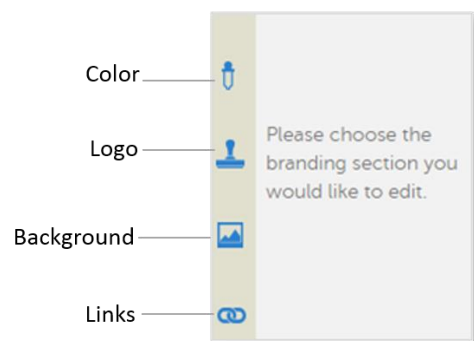 Color
Logo
Please choose the
branding section you
would like to edit.
Background
Links